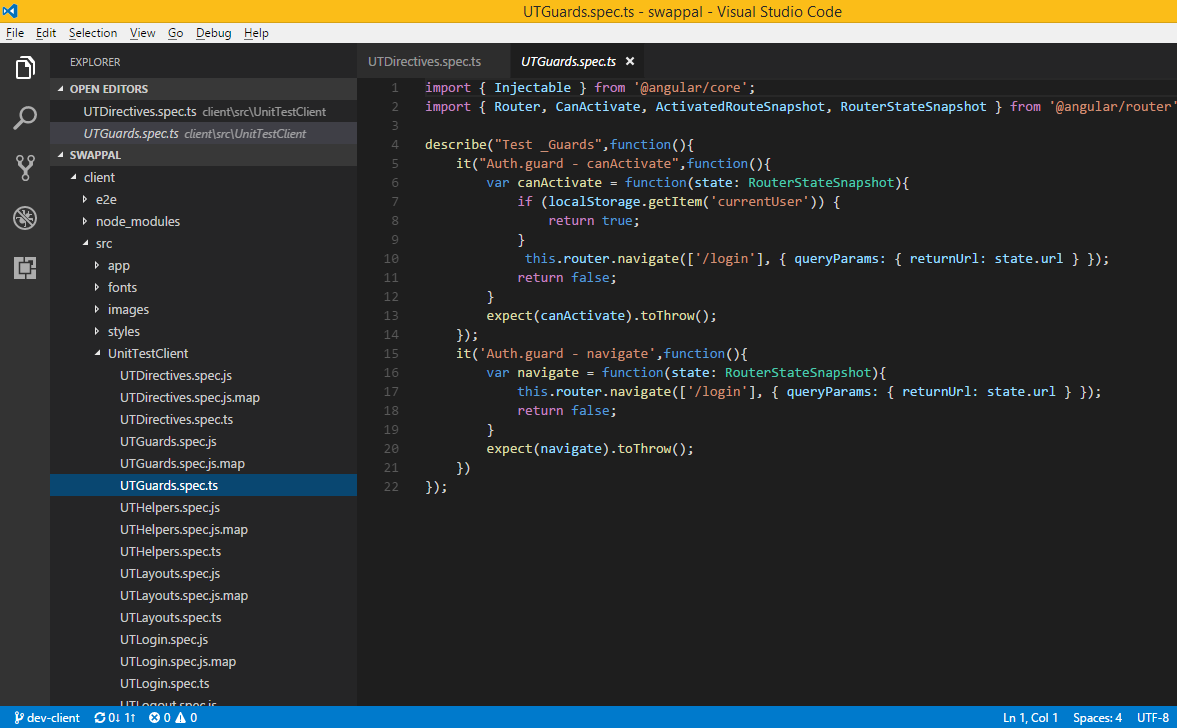 UTGuards.spec.ts - swappal - Visual Studio Code
File Edit Selection View Go Debug Help
EXPLORER
OPEN EDITORS
UTDirectives.spec.ts client\src\UnitTestClient
UTGuards.spec.ts client\src\UnitTestClient
SWAPPAL
client
e2e
node_modules
src
app
fonts
images
styles
UnitTestClient
UTDirectives.spec.js
UTDirectives.spec.js.map
UTDirectives.spec.ts
UTGuards.spec.js
UTGuards.spec.js.map
UTGuards.spec.ts
UTHelpers.spec.js
UTHelpers.spec.js.map
UTHelpers.spec.ts
UTLayouts.spec.js
UTLayouts.spec.js.map
UTLayouts.spec.ts
UTLogin.spec.js
UTLogin.spec.js.map
UTLogin.spec.ts
UTLogout.spec.js
UTDirectives.spec.ts UTGuards.spec.ts
1 import { Injectable } from '@angular/core';
2 import { Router, CanActivate, ActivatedRouteSnapshot, RouterStateSnapshot } from '@angular/router'
3
4 describe("Test _Guards",function(){
5     it("Auth.guard - canActivate",function(){
6         var canActivate = function(state: RouterStateSnapshot){
7             if (localStorage.getItem('currentUser')) {
8                 return true;
9             }
10             this.router.navigate(['/login'], { queryParams: { returnUrl: state.url } });
11             return false;
12         }
13         expect(canActivate).toThrow();
14     });
15     it('Auth.guard - navigate',function(){
16         var navigate = function(state: RouterStateSnapshot){
17             this.router.navigate(['/login'], { queryParams: { returnUrl: state.url } });
18             return false;
19         }
20         expect(navigate).toThrow();
21     })
22 });
dev-client 0↓ 1↑ 0 0 Ln 1, Col 1 Spaces: 4 UTF-8